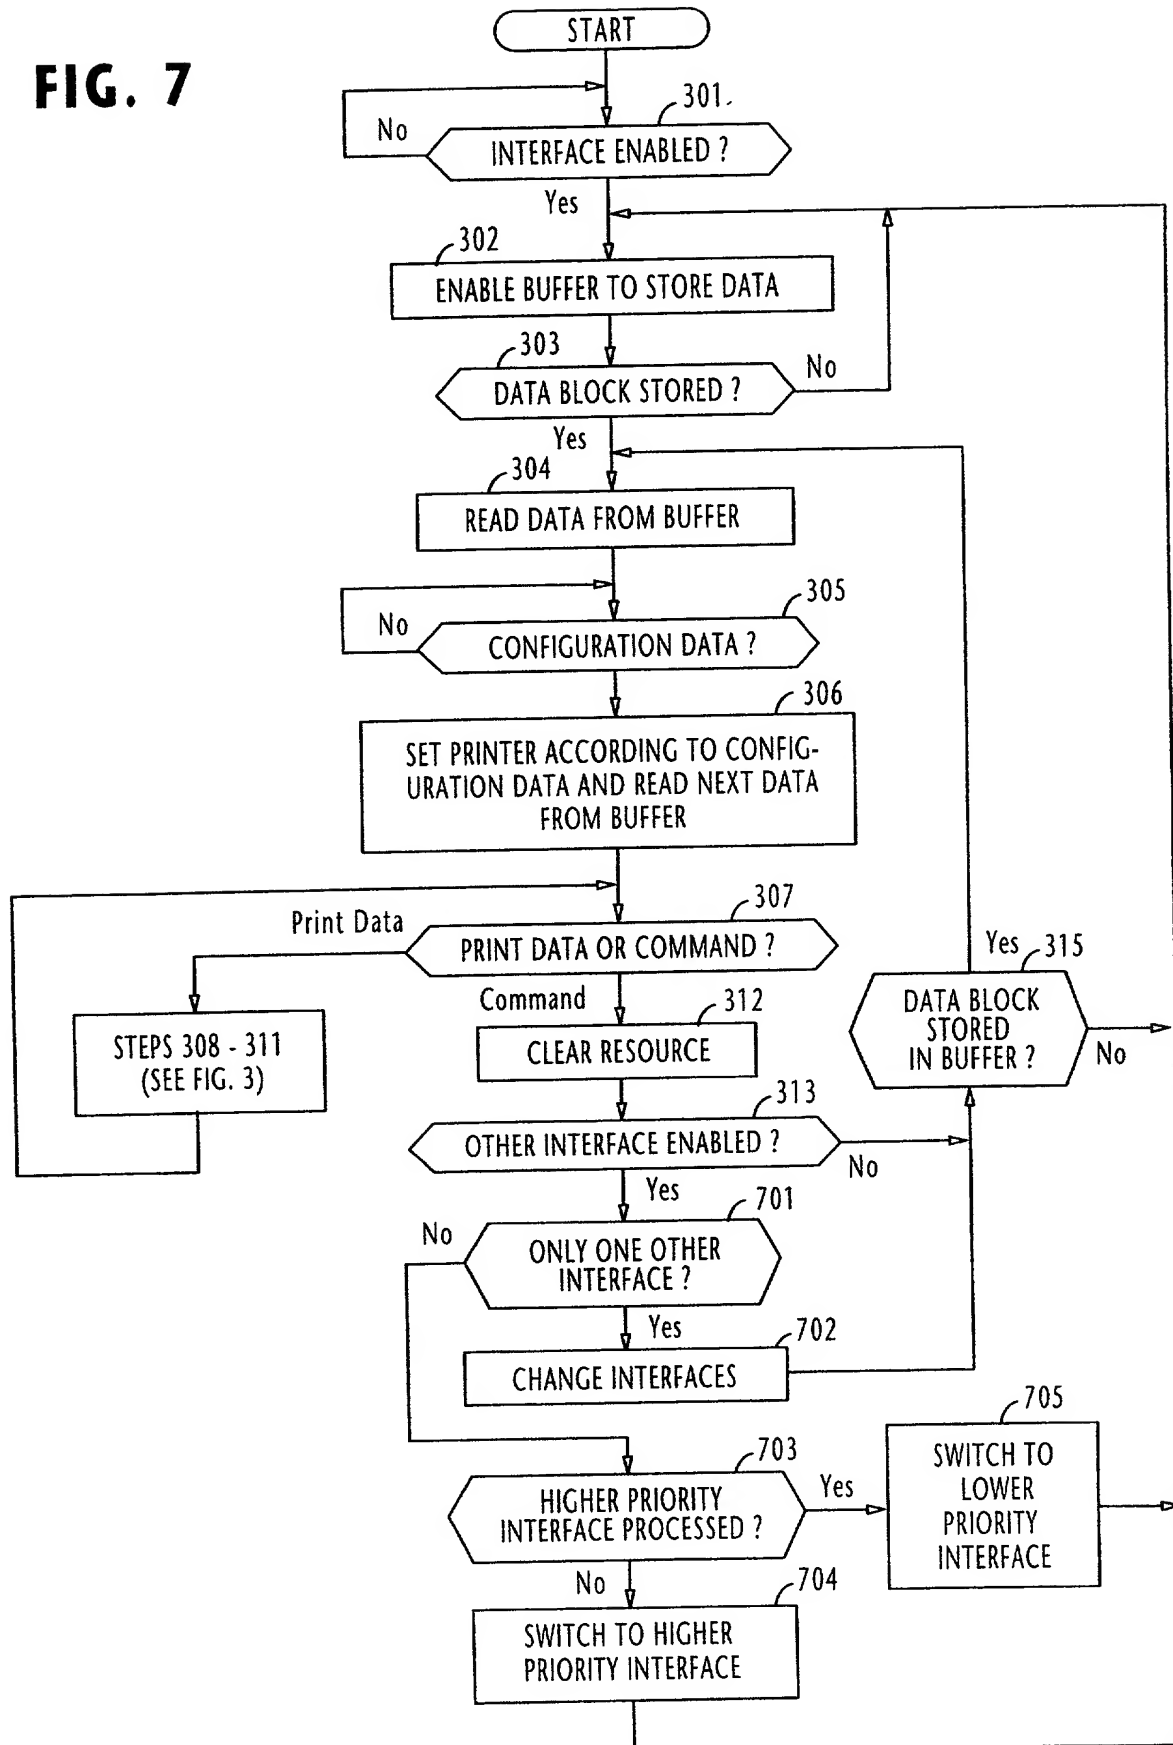 START
FIG. 7
301
No
INTERFACE ENABLED ?
Yes
302
ENABLE BUFFER TO STORE DATA
303
No
DATA BLOCK STORED ?
Yes
304
READ DATA FROM BUFFER
305
No
CONFIGURATION DATA ?
306
SET PRINTER ACCORDING TO CONFIG-
URATION DATA AND READ NEXT DATA
FROM BUFFER
307
Print Data
PRINT DATA OR COMMAND ?
Yes
315
Command
312
DATA BLOCK
STORED
IN BUFFER ?
No
CLEAR RESOURCE
STEPS 308 - 311
(SEE FIG. 3)
313
OTHER INTERFACE ENABLED ?
No
Yes
701
No
ONLY ONE OTHER
INTERFACE ?
Yes
702
CHANGE INTERFACES
705
703
SWITCH TO
LOWER
PRIORITY
INTERFACE
Yes
HIGHER PRIORITY
INTERFACE PROCESSED ?
No
704
SWITCH TO HIGHER
PRIORITY INTERFACE